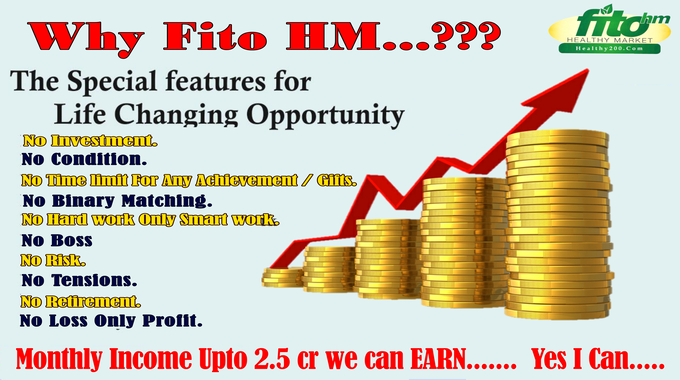 Why Fito HM...???
fito hm
HEALTHY MARKET
Healthy200.Com
The Special features for
Life Changing Opportunity
No Investment.
No Condition.
No Time limit For Any Achievement / Gifts.
No Binary Matching.
No Hard work Only Smart work.
No Boss
No Risk.
No Tensions.
No Retirement.
No Loss Only Profit.
Monthly Income Upto 2.5 cr we can EARN....... Yes I Can.....